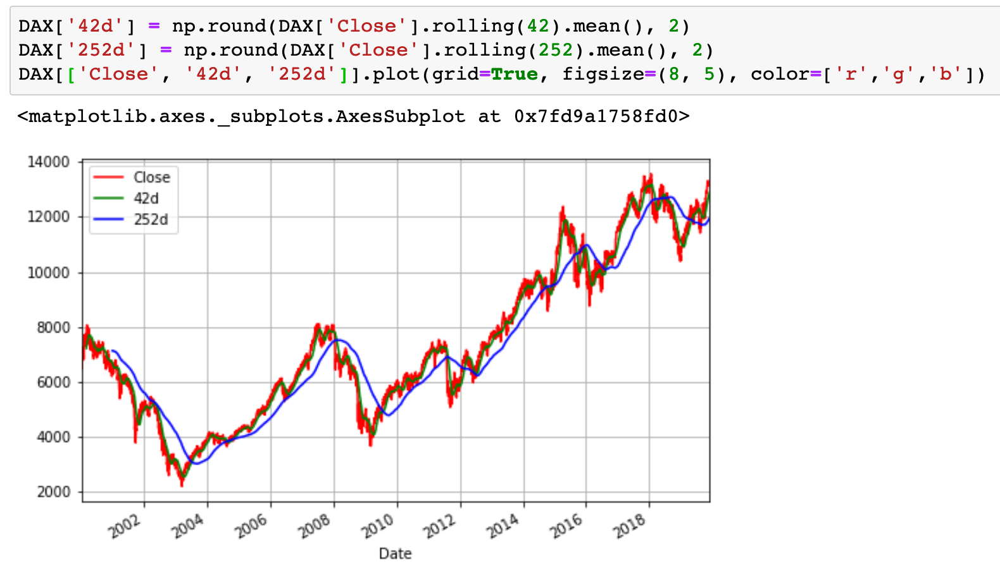 DAX['42d'] = np.round(DAX['Close'].rolling(42).mean(), 2)
DAX['252d'] = np.round(DAX['Close'].rolling(252).mean(), 2)
DAX[['Close', '42d', '252d']].plot(grid=True, figsize=(8, 5), color=['r','g','b'])
<matplotlib.axes._subplots.AxesSubplot at 0x7fd9a1758fd0>
14000
12000
10000
8000
6000
4000
2000
Close
42d
252d
2002 2004 2006 2008 2010 2012 2014 2016 2018
Date